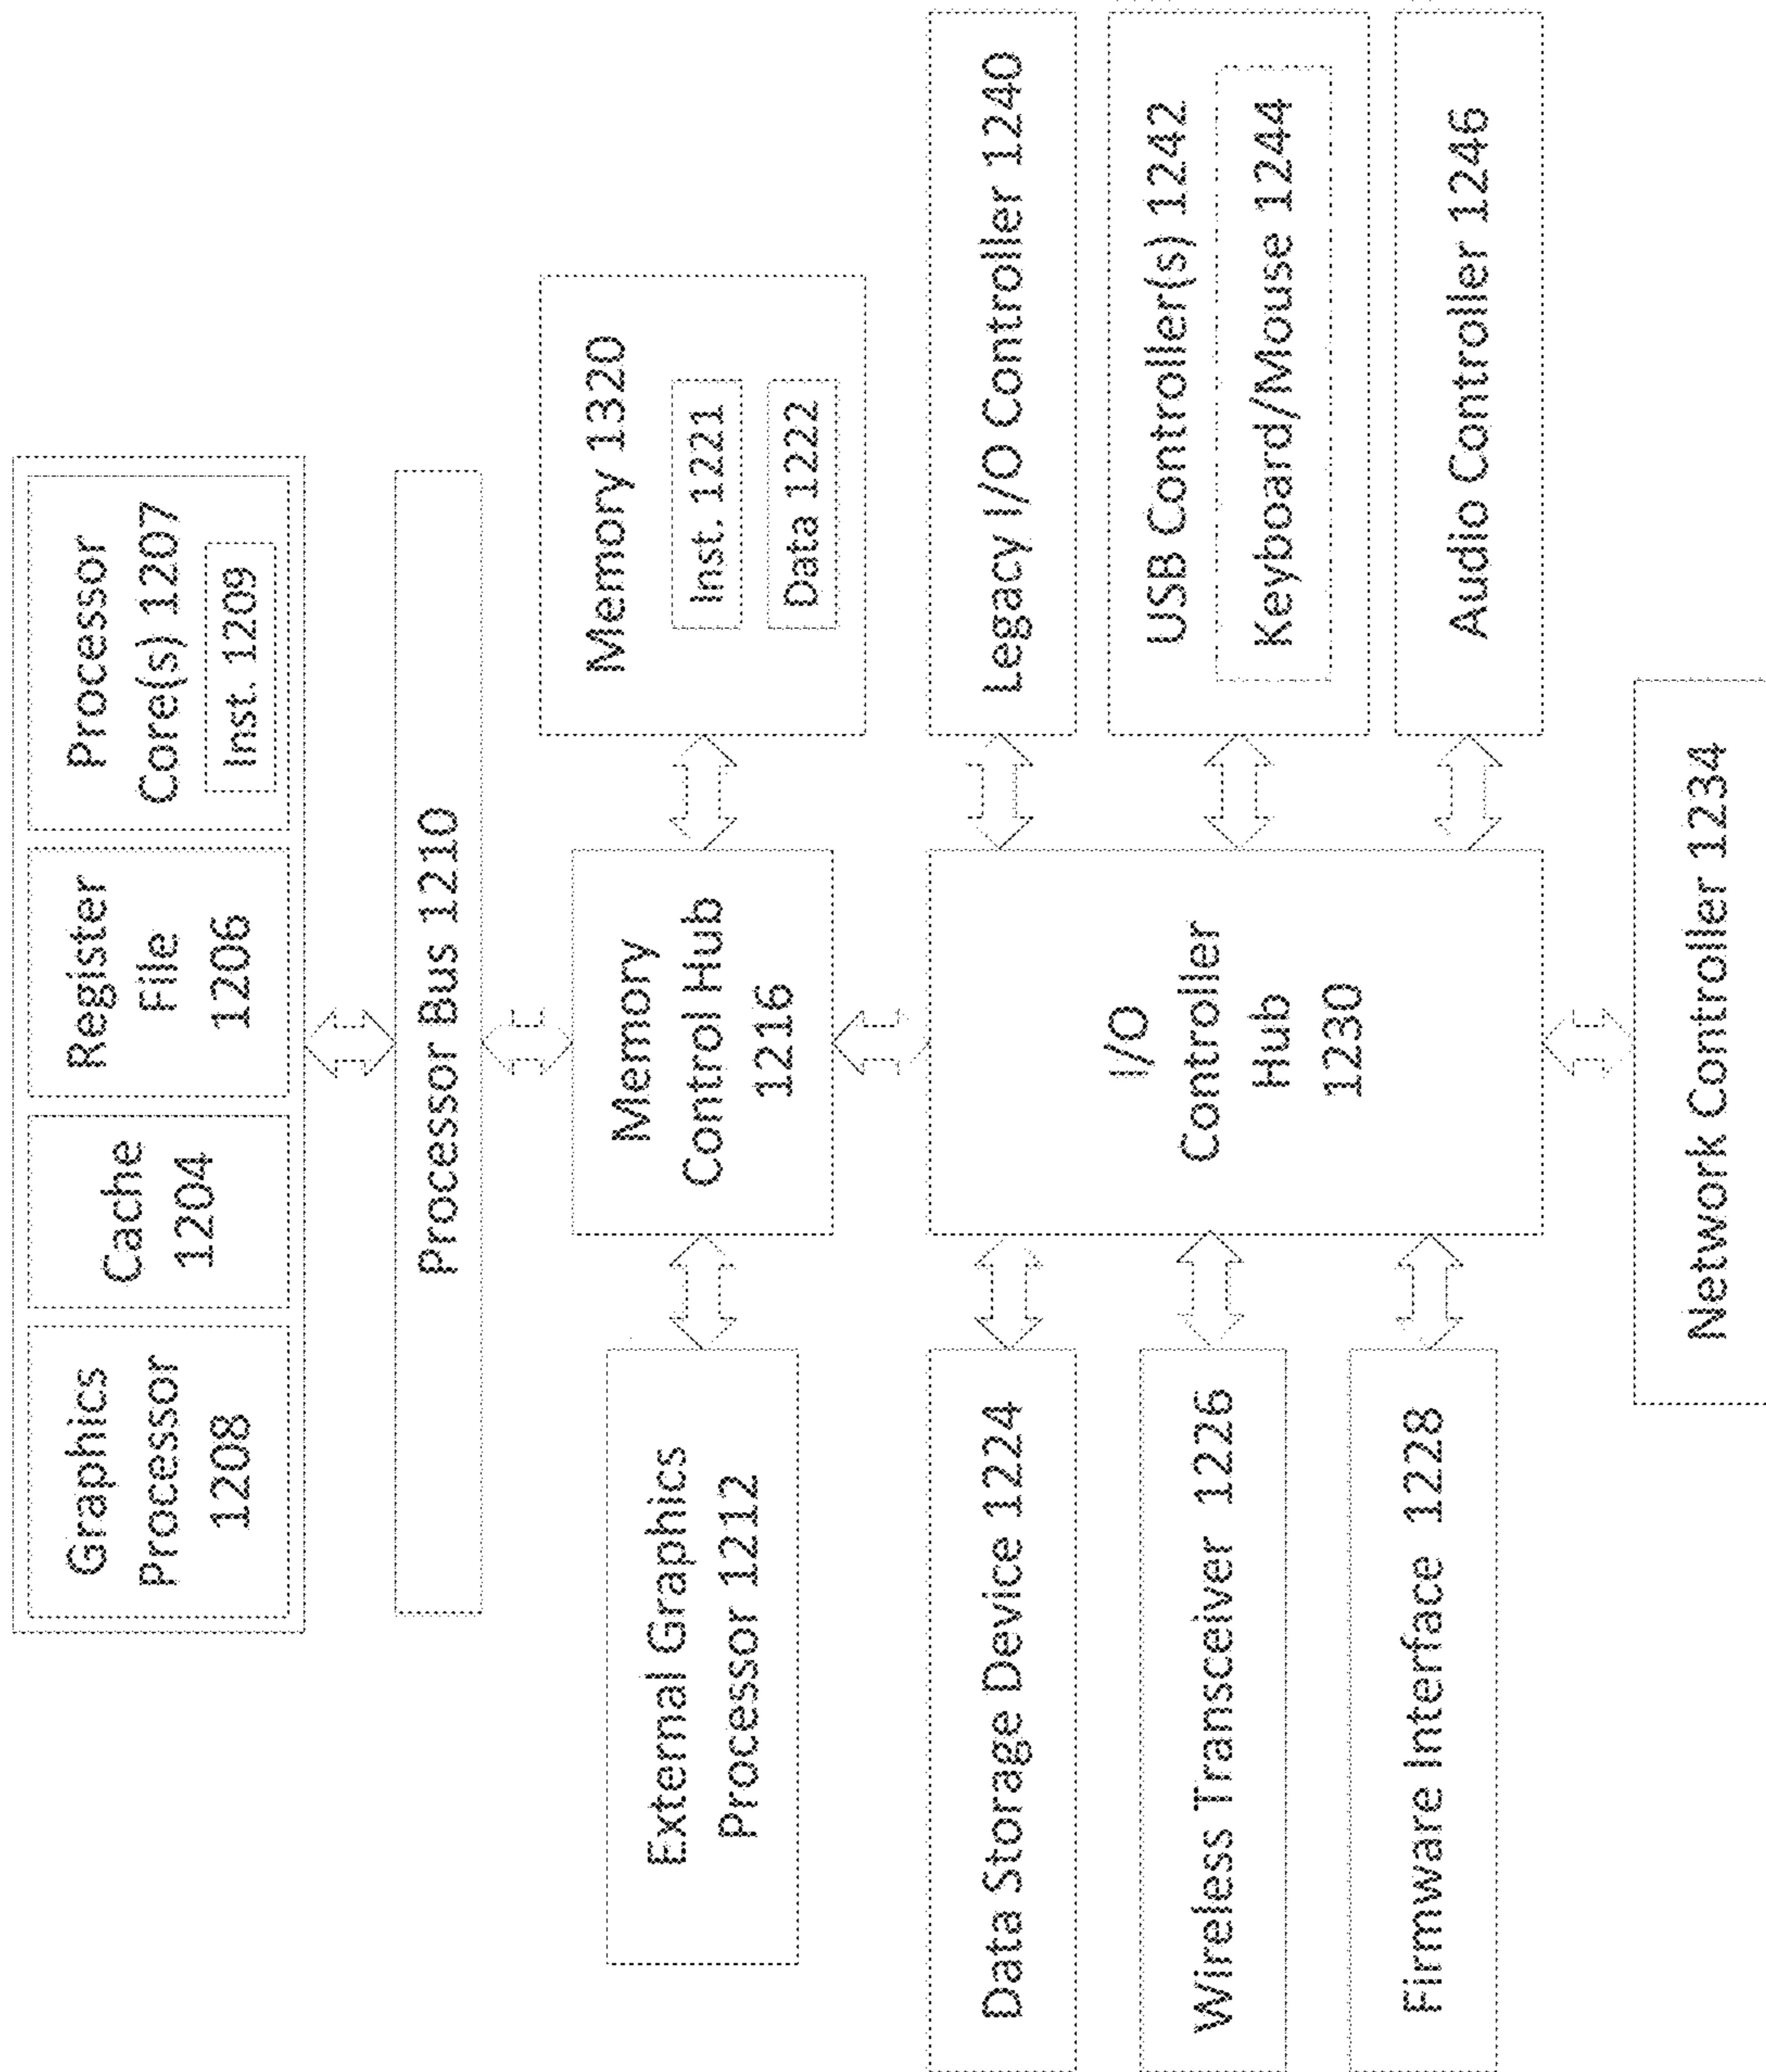 Graphics
Processor
1208
Cache
1204
Register
File
1206
Processor
Core(s) 1207
Inst. 1209
Processor Bus 1210
External Graphics
Processor 1212
Memory
Control Hub
1216
Memory 1320
Inst. 1221
Data 1222
Data Storage Device 1224
Wireless Transceiver 1226
Firmware Interface 1228
I/O
Controller
Hub
1230
Legacy I/O Controller 1240
USB Controller(s) 1242
Keyboard/Mouse 1244
Audio Controller 1246
Network Controller 1234